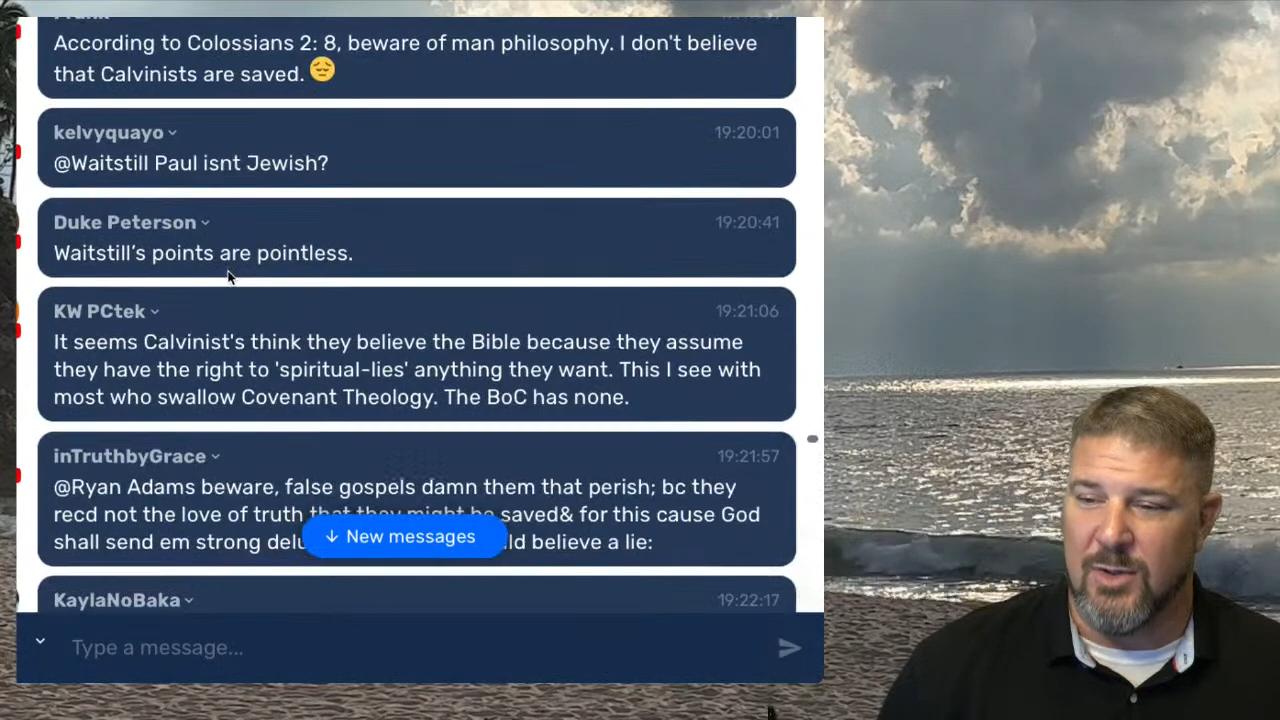 According to Colossians 2: 8, beware of man philosophy. I don't believe
that Calvinists are saved. 😔
kelvyquayo
19:20:01
@Waitstill Paul isnt Jewish?
Duke Peterson
19:20:41
Waitstill’s points are pointless.
KW PCtek
19:21:06
It seems Calvinist's think they believe the Bible because they assume
they have the right to 'spiritual-lies' anything they want. This I see with
most who swallow Covenant Theology. The BoC has none.
inTruthbyGrace
19:21:57
@Ryan Adams beware, false gospels damn them that perish; bc they
recd not the love of truth that they might be saved& for this cause God
shall send em strong believe a lie:
↓ New messages
KaylaNoBaka
19:22:17
Type a message...